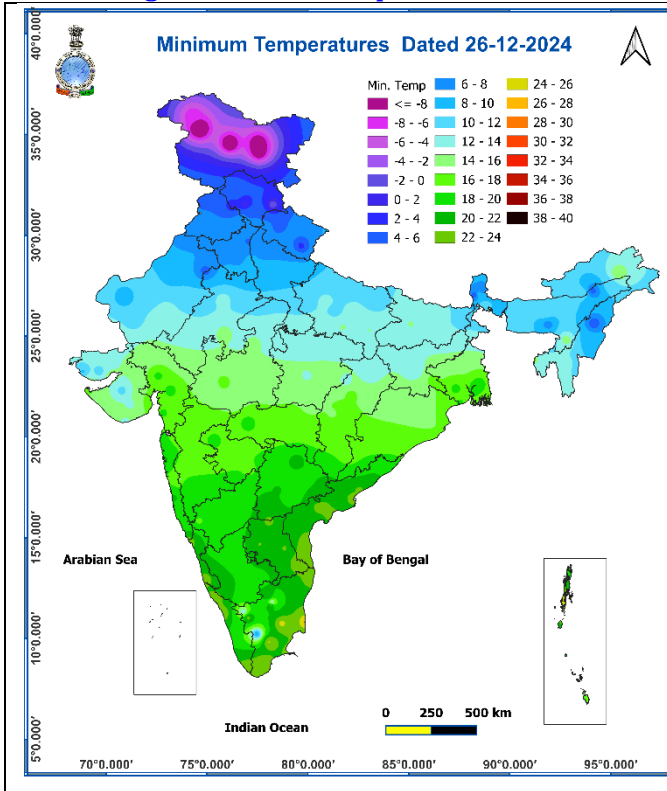 Minimum Temperatures Dated 26-12-2024
Min. Temp
<= -8
-8 - -6
-6 - -4
-4 - -2
-2 - 0
0 - 2
2 - 4
4 - 6
6 - 8
8 - 10
10 - 12
12 - 14
14 - 16
16 - 18
18 - 20
20 - 22
22 - 24
24 - 26
26 - 28
28 - 30
30 - 32
32 - 34
34 - 36
36 - 38
38 - 40
40°0.000'
35°0.000'
30°0.000'
25°0.000'
20°0.000'
15°0.000'
10°0.000'
5°0.000'
Arabian Sea
Bay of Bengal
Indian Ocean
0 250 500 km
70°0.000' 75°0.000' 80°0.000' 85°0.000' 90°0.000' 95°0.000'